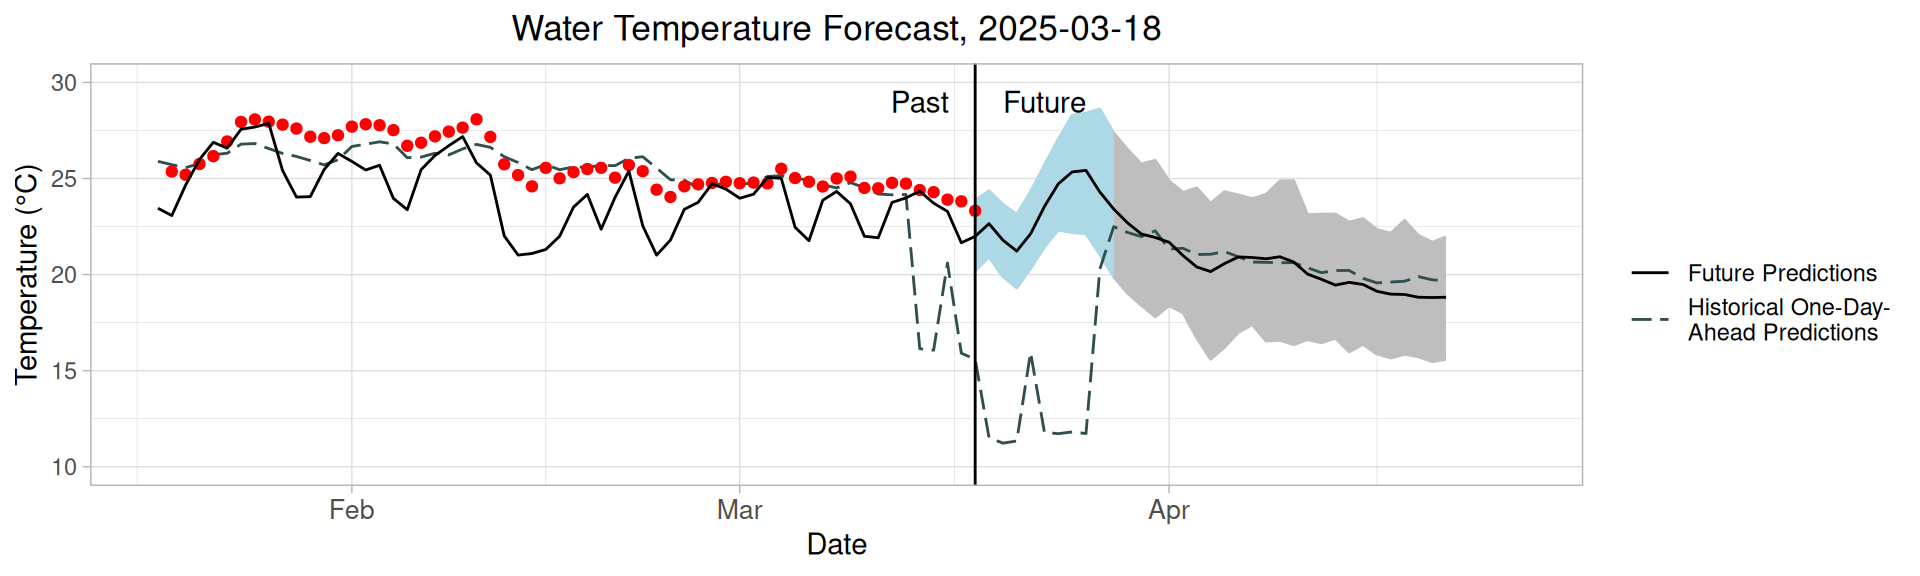 Water Temperature Forecast, 2025-03-18
Temperature (°C)
30
25
20
15
10
Past
Future
Feb
Mar
Apr
Date
Future Predictions
Historical One-Day-
Ahead Predictions